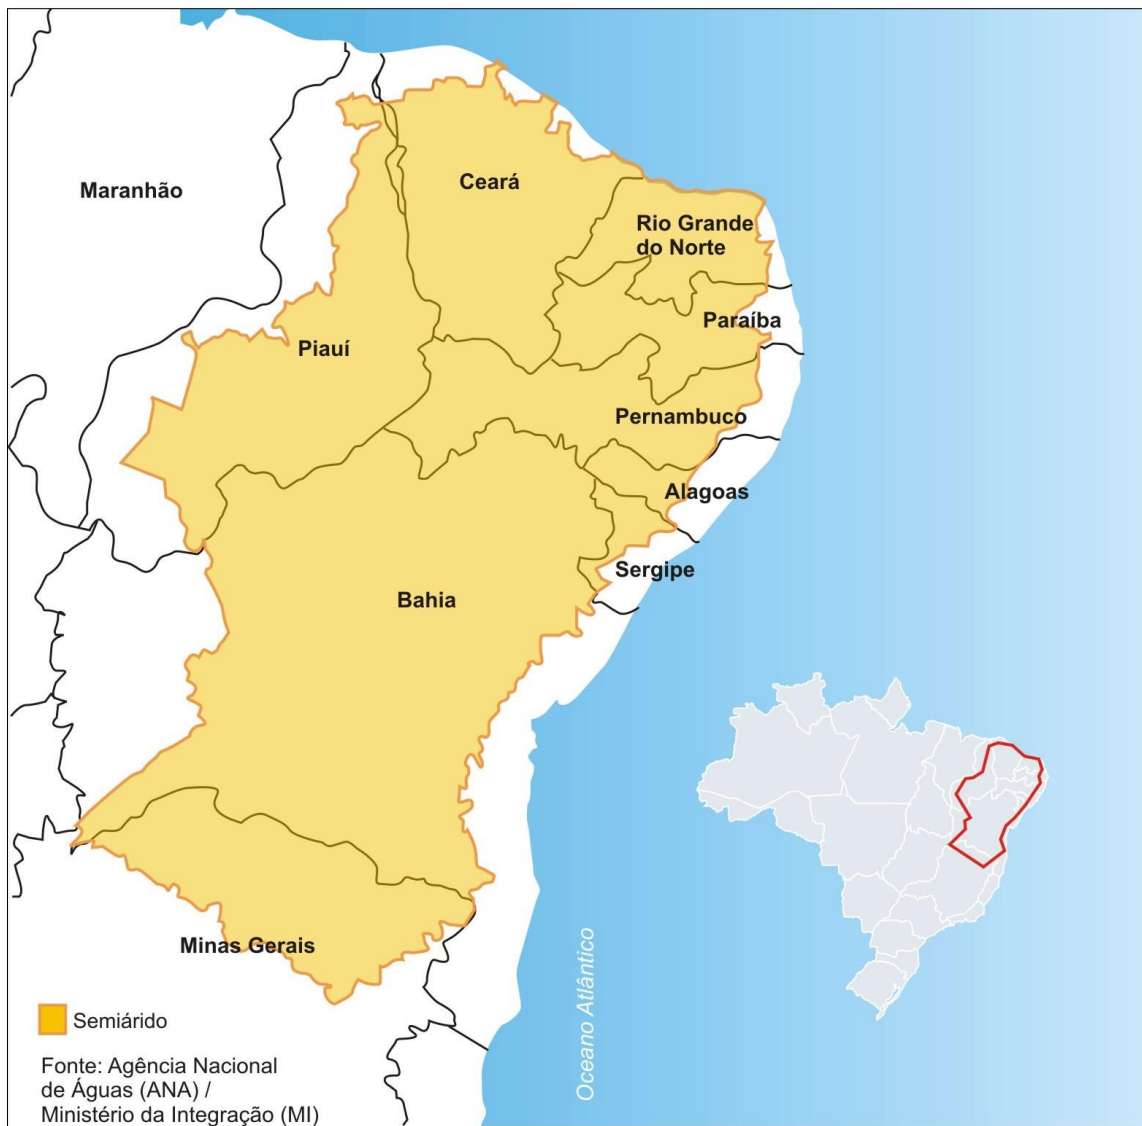 Maranhão
Ceará
Rio Grande
do Norte
Paraíba
Piauí
Pernambuco
Alagoas
Sergipe
Bahia
Minas Gerais
Oceano Atlântico
Semiárido
Fonte: Agência Nacional
de Águas (ANA) /
Ministério da Integração (MI)